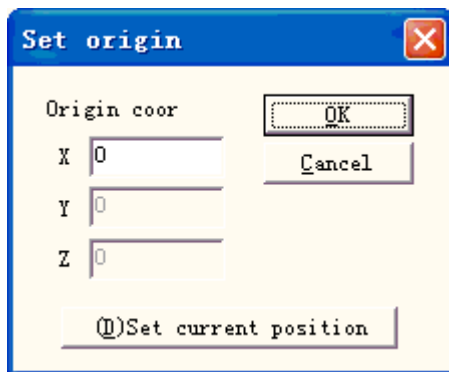 Set origin
Origin coor
OK
X 0
Cancel
Y 0
Z 0
(D)Set current position